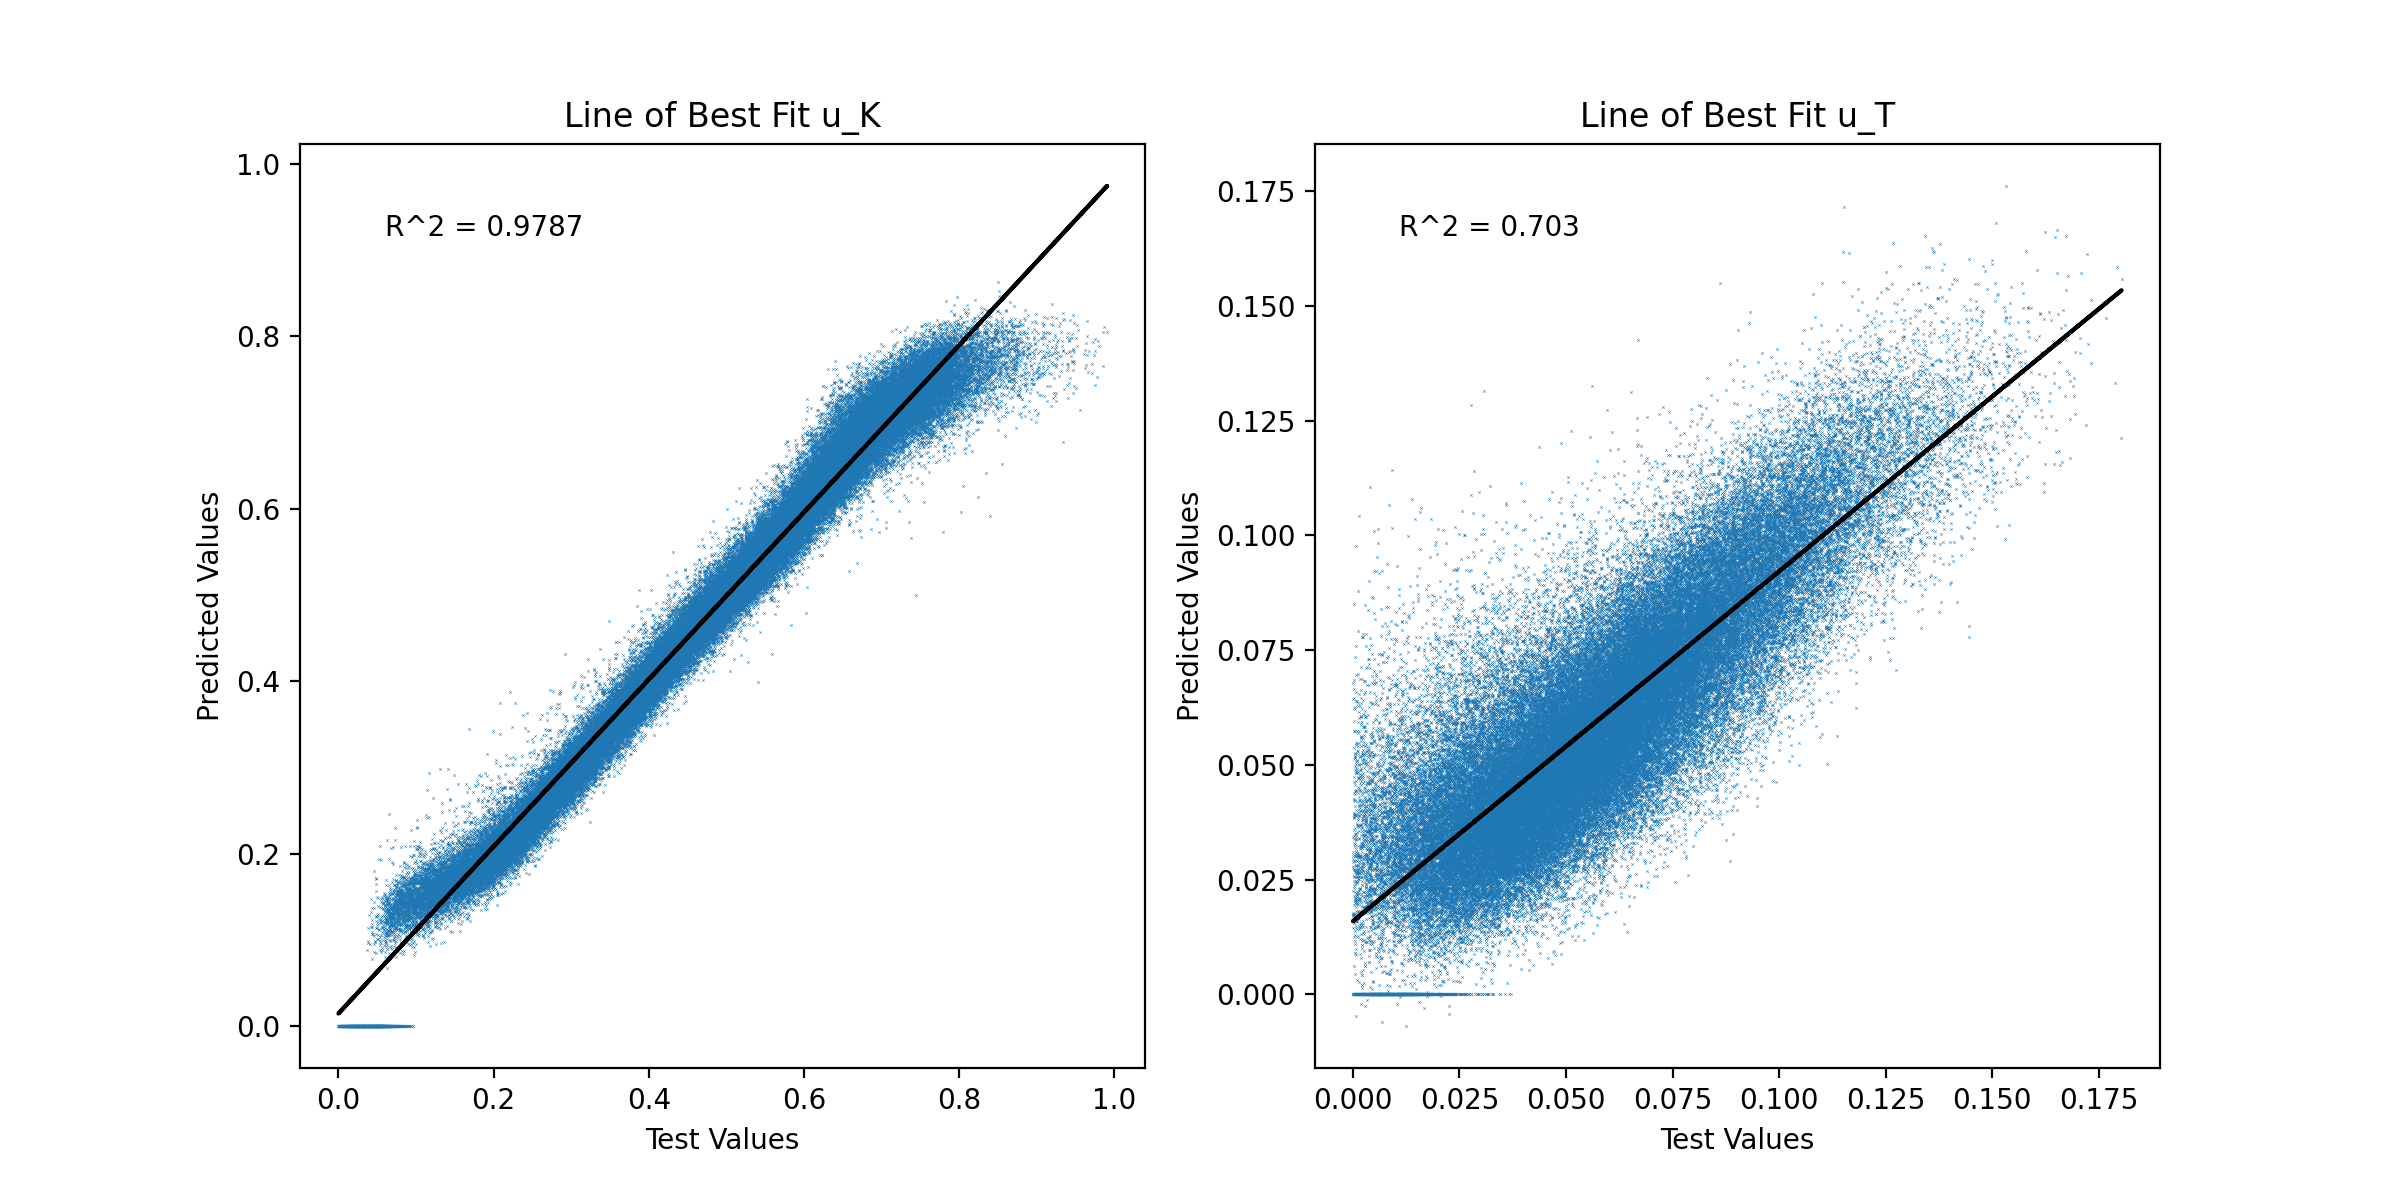 Line of Best Fit u_K
R^2 = 0.9787
1.0
0.8
0.6
0.4
0.2
0.0
Predicted Values
0.0 0.2 0.4 0.6 0.8 1.0
Test Values
Line of Best Fit u_T
R^2 = 0.703
0.175
0.150
0.125
0.100
0.075
0.050
0.025
0.000
Predicted Values
0.000 0.025 0.050 0.075 0.100 0.125 0.150 0.175
Test Values